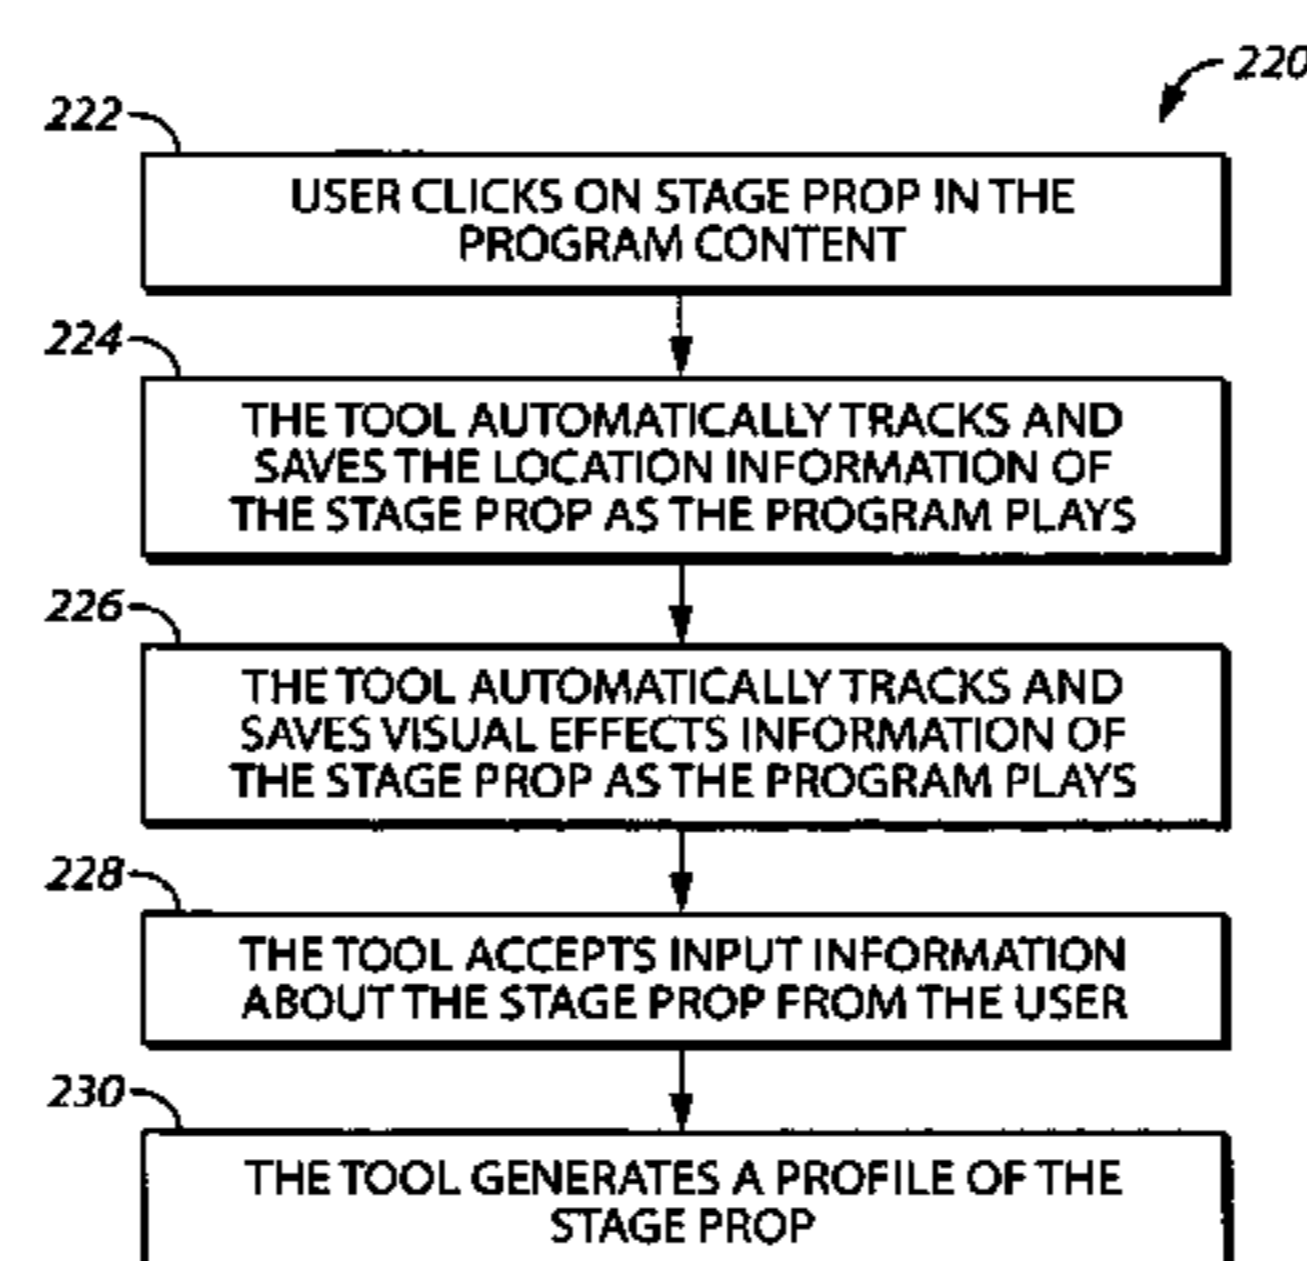 220
222
USER CLICKS ON STAGE PROP IN THE
PROGRAM CONTENT
224
THE TOOL AUTOMATICALLY TRACKS AND
SAVES THE LOCATION INFORMATION OF
THE STAGE PROP AS THE PROGRAM PLAYS
226
THE TOOL AUTOMATICALLY TRACKS AND
SAVES VISUAL EFFECTS INFORMATION OF
THE STAGE PROP AS THE PROGRAM PLAYS
228
THE TOOL ACCEPTS INPUT INFORMATION
ABOUT THE STAGE PROP FROM THE USER
230
THE TOOL GENERATES A PROFILE OF THE
STAGE PROP